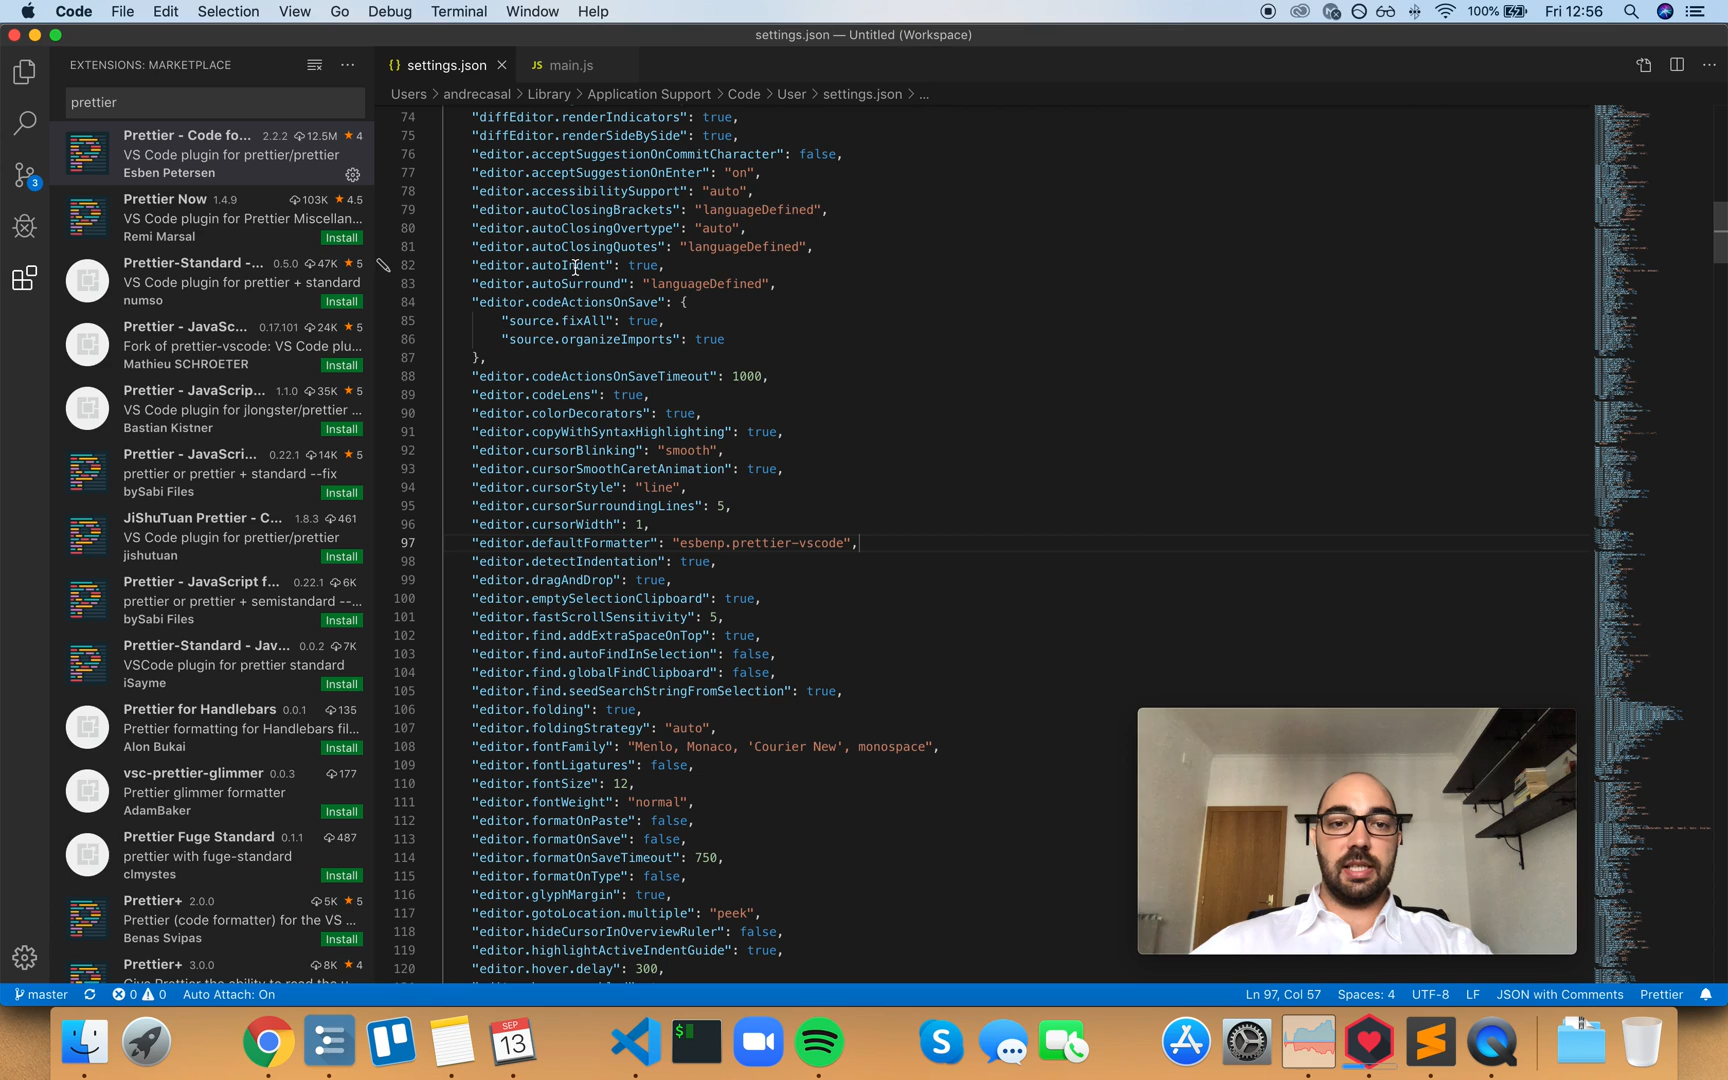 Code File Edit Selection View Go Debug Terminal Window Help 100% Fri 12:56
settings.json — Untitled (Workspace)
EXTENSIONS: MARKETPLACE
prettier
Prettier - Code fo... 2.2.2 12.5M 4
VS Code plugin for prettier/prettier
Esben Petersen
Prettier Now 1.4.9 103K 4.5
VS Code plugin for Prettier Miscellan...
Remi Marsal Install
Prettier-Standard -... 0.5.0 47K 5
VS Code plugin for prettier + standard
numso Install
Prettier - JavaSc... 0.17.101 24K 5
Fork of prettier-vscode: VS Code plu...
Mathieu SCHROETER Install
Prettier - JavaScrip... 1.1.0 35K 5
VS Code plugin for jlongster/prettier ...
Bastian Kistner Install
Prettier - JavaScri... 0.22.1 14K 5
prettier or prettier + standard --fix
bySabi Files Install
JiShuTuan Prettier - C... 1.8.3 461
VS Code plugin for prettier/prettier
jishutuan Install
Prettier - JavaScript f... 0.22.1 6K
prettier or prettier + semistandard --...
bySabi Files Install
Prettier-Standard - Jav... 0.0.2 7K
VSCode plugin for prettier standard
iSayme Install
Prettier for Handlebars 0.0.1 135
Prettier formatting for Handlebars fil...
Alon Bukai Install
vsc-prettier-glimmer 0.0.3 177
Prettier glimmer formatter
AdamBaker Install
Prettier Fuge Standard 0.1.1 487
prettier with fuge-standard
clmystes Install
Prettier+ 2.0.0 5K 5
Prettier (code formatter) for the VS ...
Benas Svipas Install
Prettier+ 3.0.0 8K 4
3
{} settings.json JS main.js
Users > andrecasal > Library > Application Support > Code > User > settings.json > ...
74 "diffEditor.renderIndicators": true,
75 "diffEditor.renderSideBySide": true,
76 "editor.acceptSuggestionOnCommitCharacter": false,
77 "editor.acceptSuggestionOnEnter": "on",
78 "editor.accessibilitySupport": "auto",
79 "editor.autoClosingBrackets": "languageDefined",
80 "editor.autoClosingOvertype": "auto",
81 "editor.autoClosingQuotes": "languageDefined",
82 "editor.autoIndent": true,
83 "editor.autoSurround": "languageDefined",
84 "editor.codeActionsOnSave": {
85 "source.fixAll": true,
86 "source.organizeImports": true
87 },
88 "editor.codeActionsOnSaveTimeout": 1000,
89 "editor.codeLens": true,
90 "editor.colorDecorators": true,
91 "editor.copyWithSyntaxHighlighting": true,
92 "editor.cursorBlinking": "smooth",
93 "editor.cursorSmoothCaretAnimation": true,
94 "editor.cursorStyle": "line",
95 "editor.cursorSurroundingLines": 5,
96 "editor.cursorWidth": 1,
97 "editor.defaultFormatter": "esbenp.prettier-vscode",
98 "editor.detectIndentation": true,
99 "editor.dragAndDrop": true,
100 "editor.emptySelectionClipboard": true,
101 "editor.fastScrollSensitivity": 5,
102 "editor.find.addExtraSpaceOnTop": true,
103 "editor.find.autoFindInSelection": false,
104 "editor.find.globalFindClipboard": false,
105 "editor.find.seedSearchStringFromSelection": true,
106 "editor.folding": true,
107 "editor.foldingStrategy": "auto",
108 "editor.fontFamily": "Menlo, Monaco, 'Courier New', monospace",
109 "editor.fontLigatures": false,
110 "editor.fontSize": 12,
111 "editor.fontWeight": "normal",
112 "editor.formatOnPaste": false,
113 "editor.formatOnSave": false,
114 "editor.formatOnSaveTimeout": 750,
115 "editor.formatOnType": false,
116 "editor.glyphMargin": true,
117 "editor.gotoLocation.multiple": "peek",
118 "editor.hideCursorInOverviewRuler": false,
119 "editor.highlightActiveIndentGuide": true,
120 "editor.hover.delay": 300,
master 0 0 Auto Attach: On Ln 97, Col 57 Spaces: 4 UTF-8 LF JSON with Comments Prettier
SEP
13